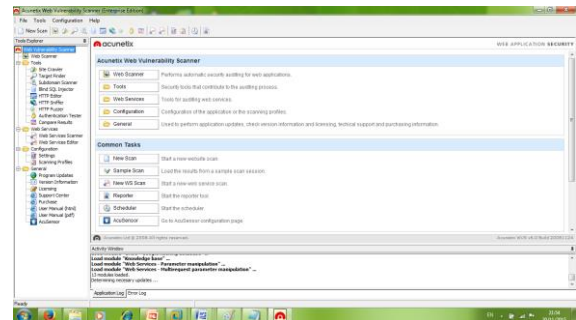 Acunetix Web Vulnerability Scanner (Enterprise Edition)
File Tools Configuration Help
New Scan
Tools Explorer
Web Vulnerability Scanner
Web Scanner
Tools
Site Crawler
Target Finder
Subdomain Scanner
Blind SQL Injector
HTTP Editor
HTTP Sniffer
HTTP Fuzzer
Authentication Tester
Compare Results
Web Services
Web Services Scanner
Web Services Editor
Configuration
Settings
Scanning Profiles
General
Program Updates
Version Information
Licensing
Support Center
Purchase
User Manual (html)
User Manual (pdf)
AcuSensor
acunetix
WEB APPLICATION SECURITY
Acunetix Web Vulnerability Scanner
Web Scanner Performs automatic security auditing for web applications.
Tools Security tools that contribute to the auditing process.
Web Services Tools for auditing web services.
Configuration Configuration of the application or the scanning profiles.
General Used to perform application updates, check version information and licensing, technical support and purchasing information.
Common Tasks
New Scan Start a new website scan.
Sample Scan Load the results from a sample scan session.
New WS Scan Start a new web service scan.
Reporter Start the reporter tool.
Scheduler Start the scheduler.
AcuSensor Go to AcuSensor configuration page.
Activity Window
Load module "Knowledge base" ...
Load module "Web Services - Parameter manipulation" ...
Load module "Web Services - Multirequest parameter manipulation" ...
13 modules loaded.
Determining necessary updates ...
Application Log Error Log
Ready